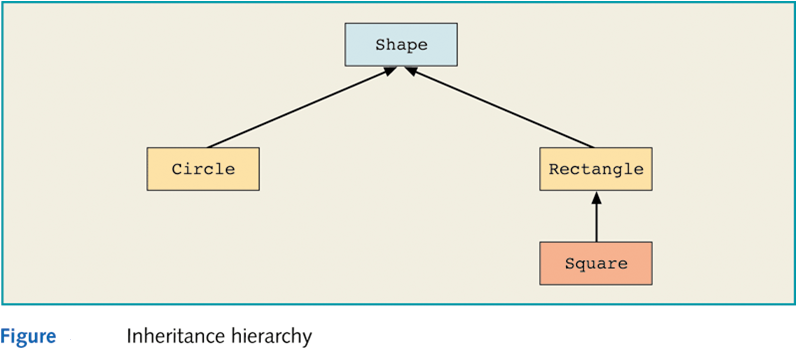 Shape
Circle
Rectangle
Square
Figure Inheritance hierarchy